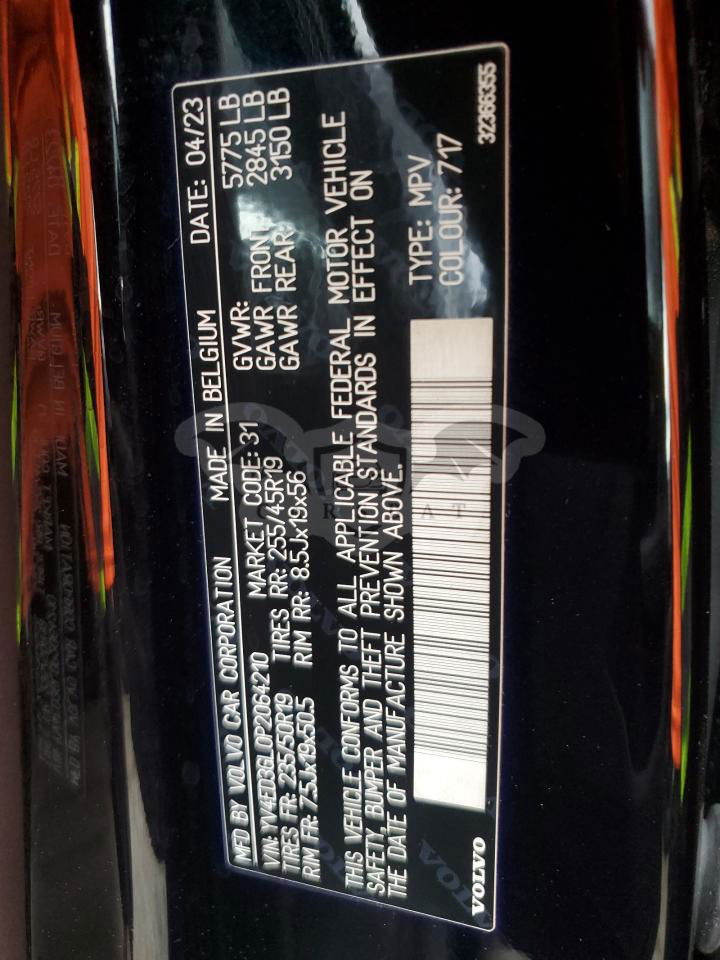 MFD BY VOLVO CAR CORPORATION MADE IN BELGIUM DATE: 04/23
VIN: YV4ED3GL0P2064210 MARKET CODE: 31 GVWR: 5775 LB
TIRES FR: 235/50R19 TIRES RR: 255/45R19 GAWR FRONT 2845 LB
RIM FR: 7.5Jx19x50.5 RIM RR: 8.5Jx19x56 GAWR REAR: 3150 LB
THIS VEHICLE CONFORMS TO ALL APPLICABLE FEDERAL MOTOR VEHICLE
SAFETY, BUMPER AND THEFT PREVENTION STANDARDS IN EFFECT ON
THE DATE OF MANUFACTURE SHOWN ABOVE.
TYPE: MPV
COLOUR: 717
VOLVO
32366355